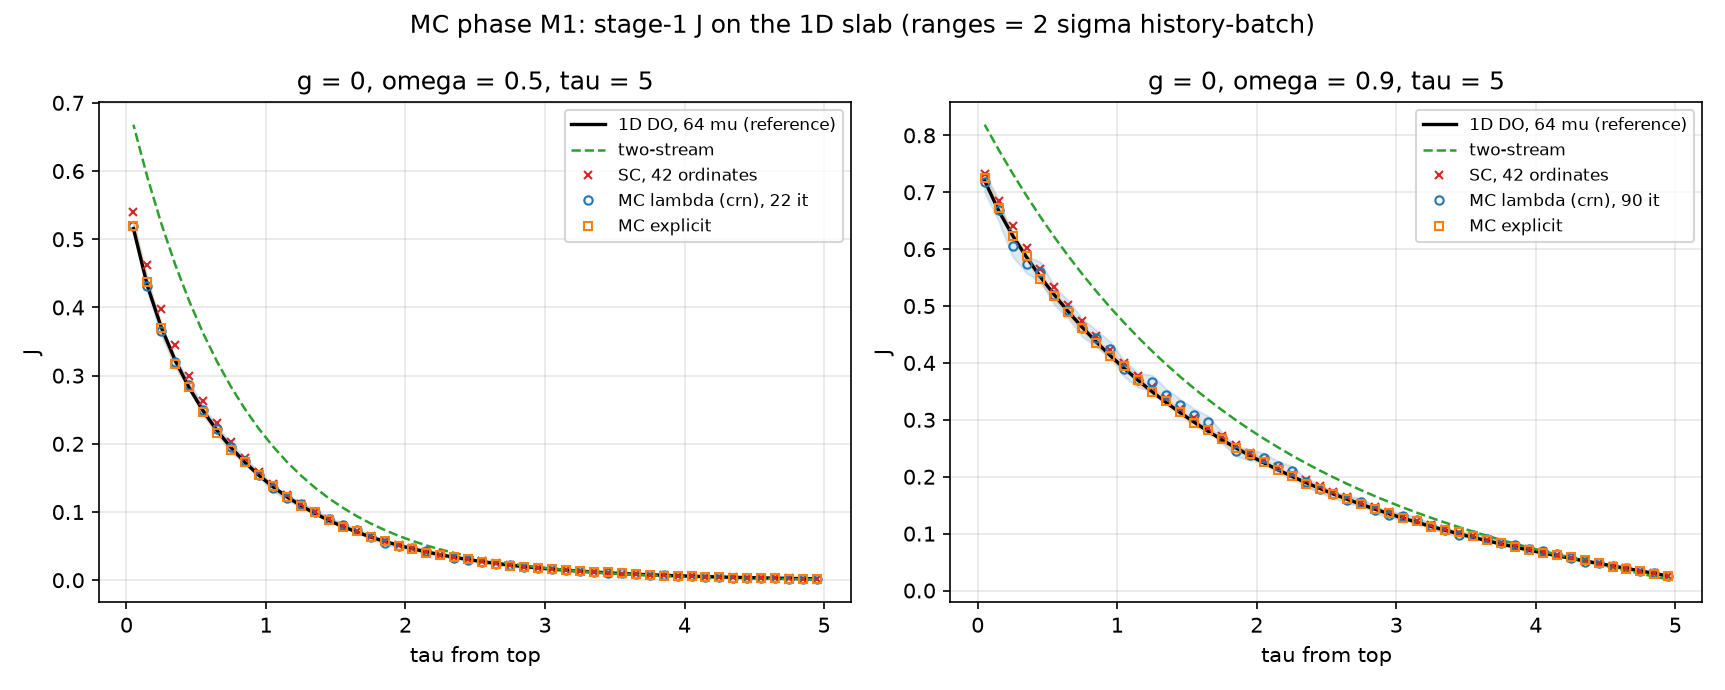 MC phase M1: stage-1 J on the 1D slab (ranges = 2 sigma history-batch)
g = 0, omega = 0.5, tau = 5
0.7
0.6
0.5
0.4
0.3
0.2
0.1
0.0
J
0 1 2 3 4 5
tau from top
1D DO, 64 mu (reference)
two-stream
SC, 42 ordinates
MC lambda (crn), 22 it
MC explicit
g = 0, omega = 0.9, tau = 5
0.8
0.7
0.6
0.5
0.4
0.3
0.2
0.1
0.0
J
0 1 2 3 4 5
tau from top
1D DO, 64 mu (reference)
two-stream
SC, 42 ordinates
MC lambda (crn), 90 it
MC explicit